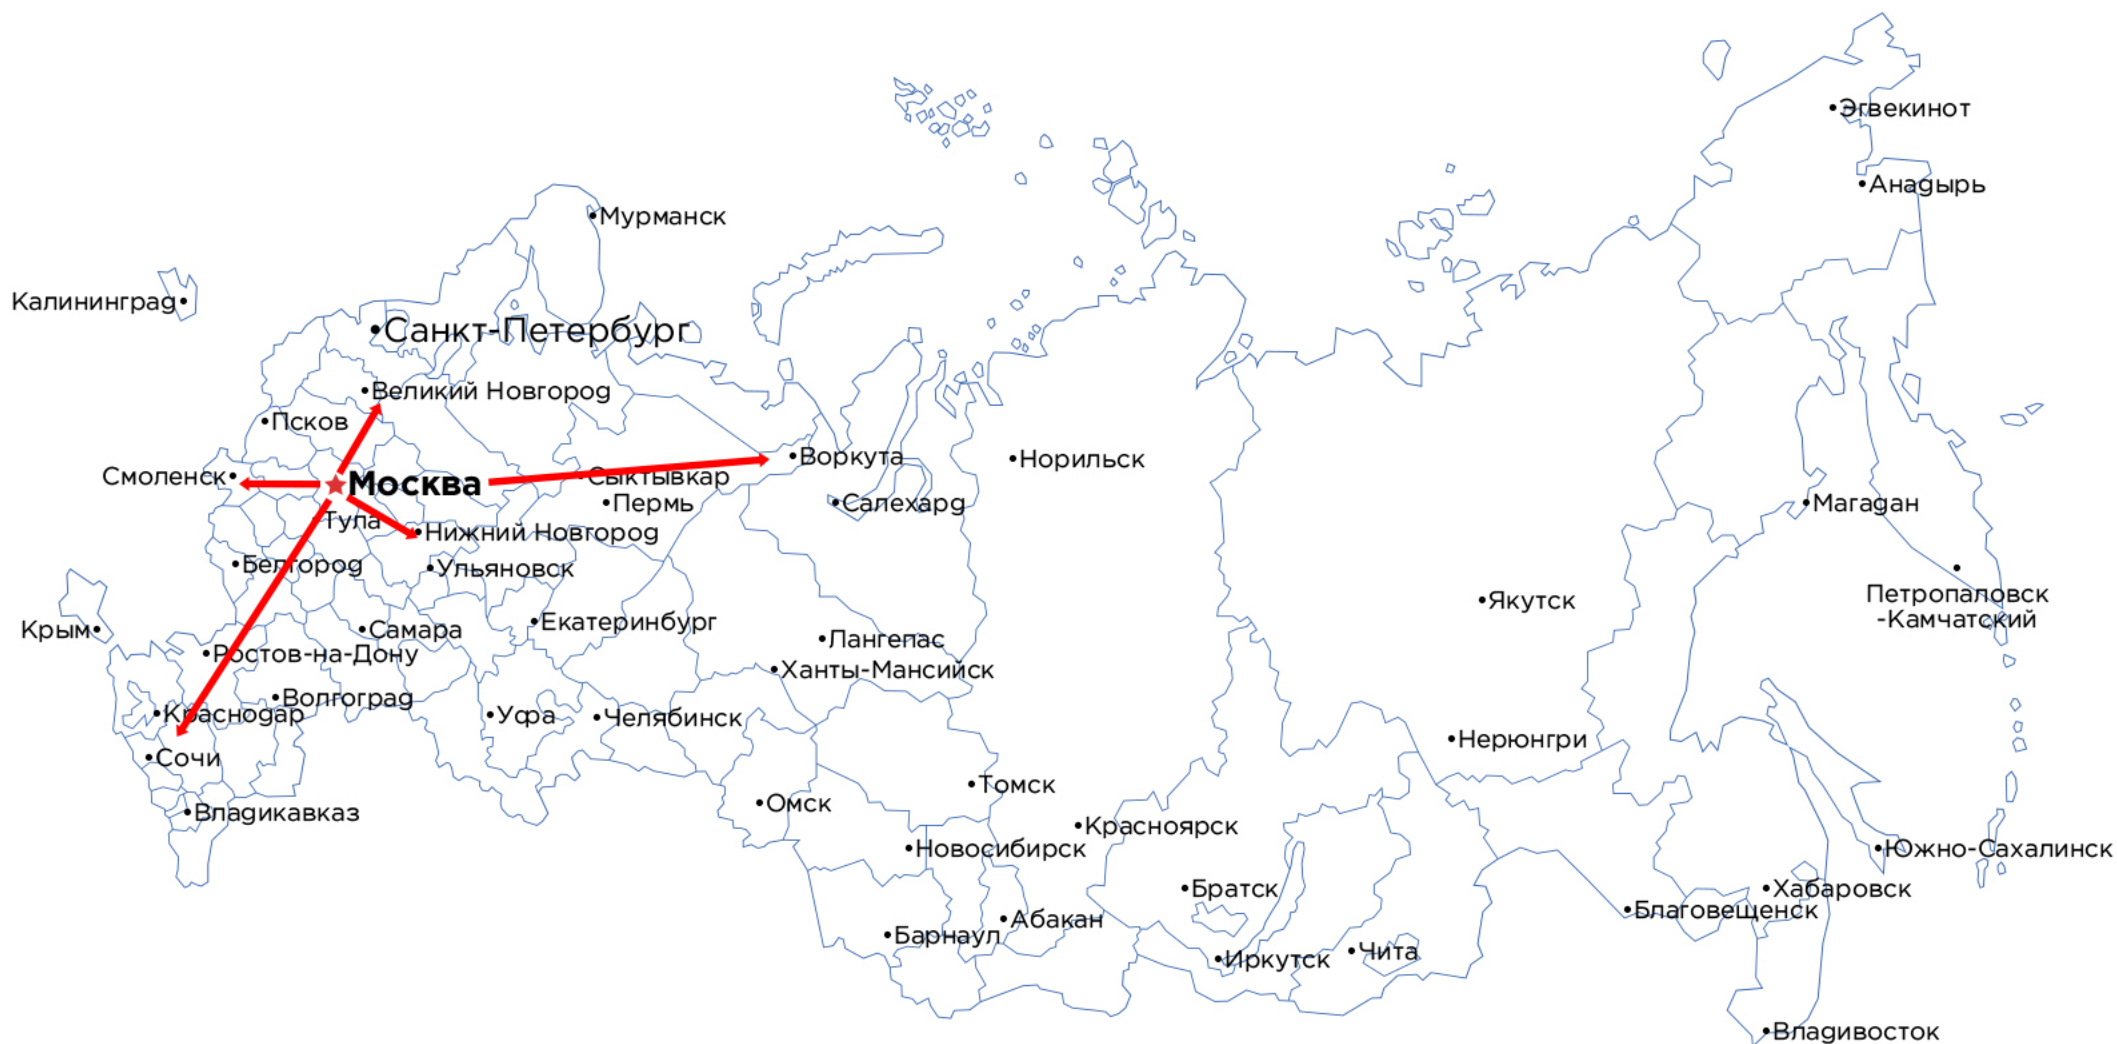 Эгвекинот
Анадырь
Мурманск
Калининград
Санкт-Петербург
Великий Новгород
Псков
Смоленск
Москва
Сыктывкар
Воркута
Норильск
Пермь
Салехард
Магадан
Тула
Нижний Новгород
Белгород
Ульяновск
Петропаловск
-Камчатский
Якутск
Крым
Самара
Екатеринбург
Лангепас
Ростов-на-Дону
Ханты-Мансийск
Волгоград
Краснодар
Уфа
Челябинск
Нерюнгри
Сочи
Томск
Омск
Владикавказ
Красноярск
Новосибирск
Южно-Сахалинск
Братск
Хабаровск
Благовещенск
Абакан
Барнаул
Иркутск
Чита
Владивосток